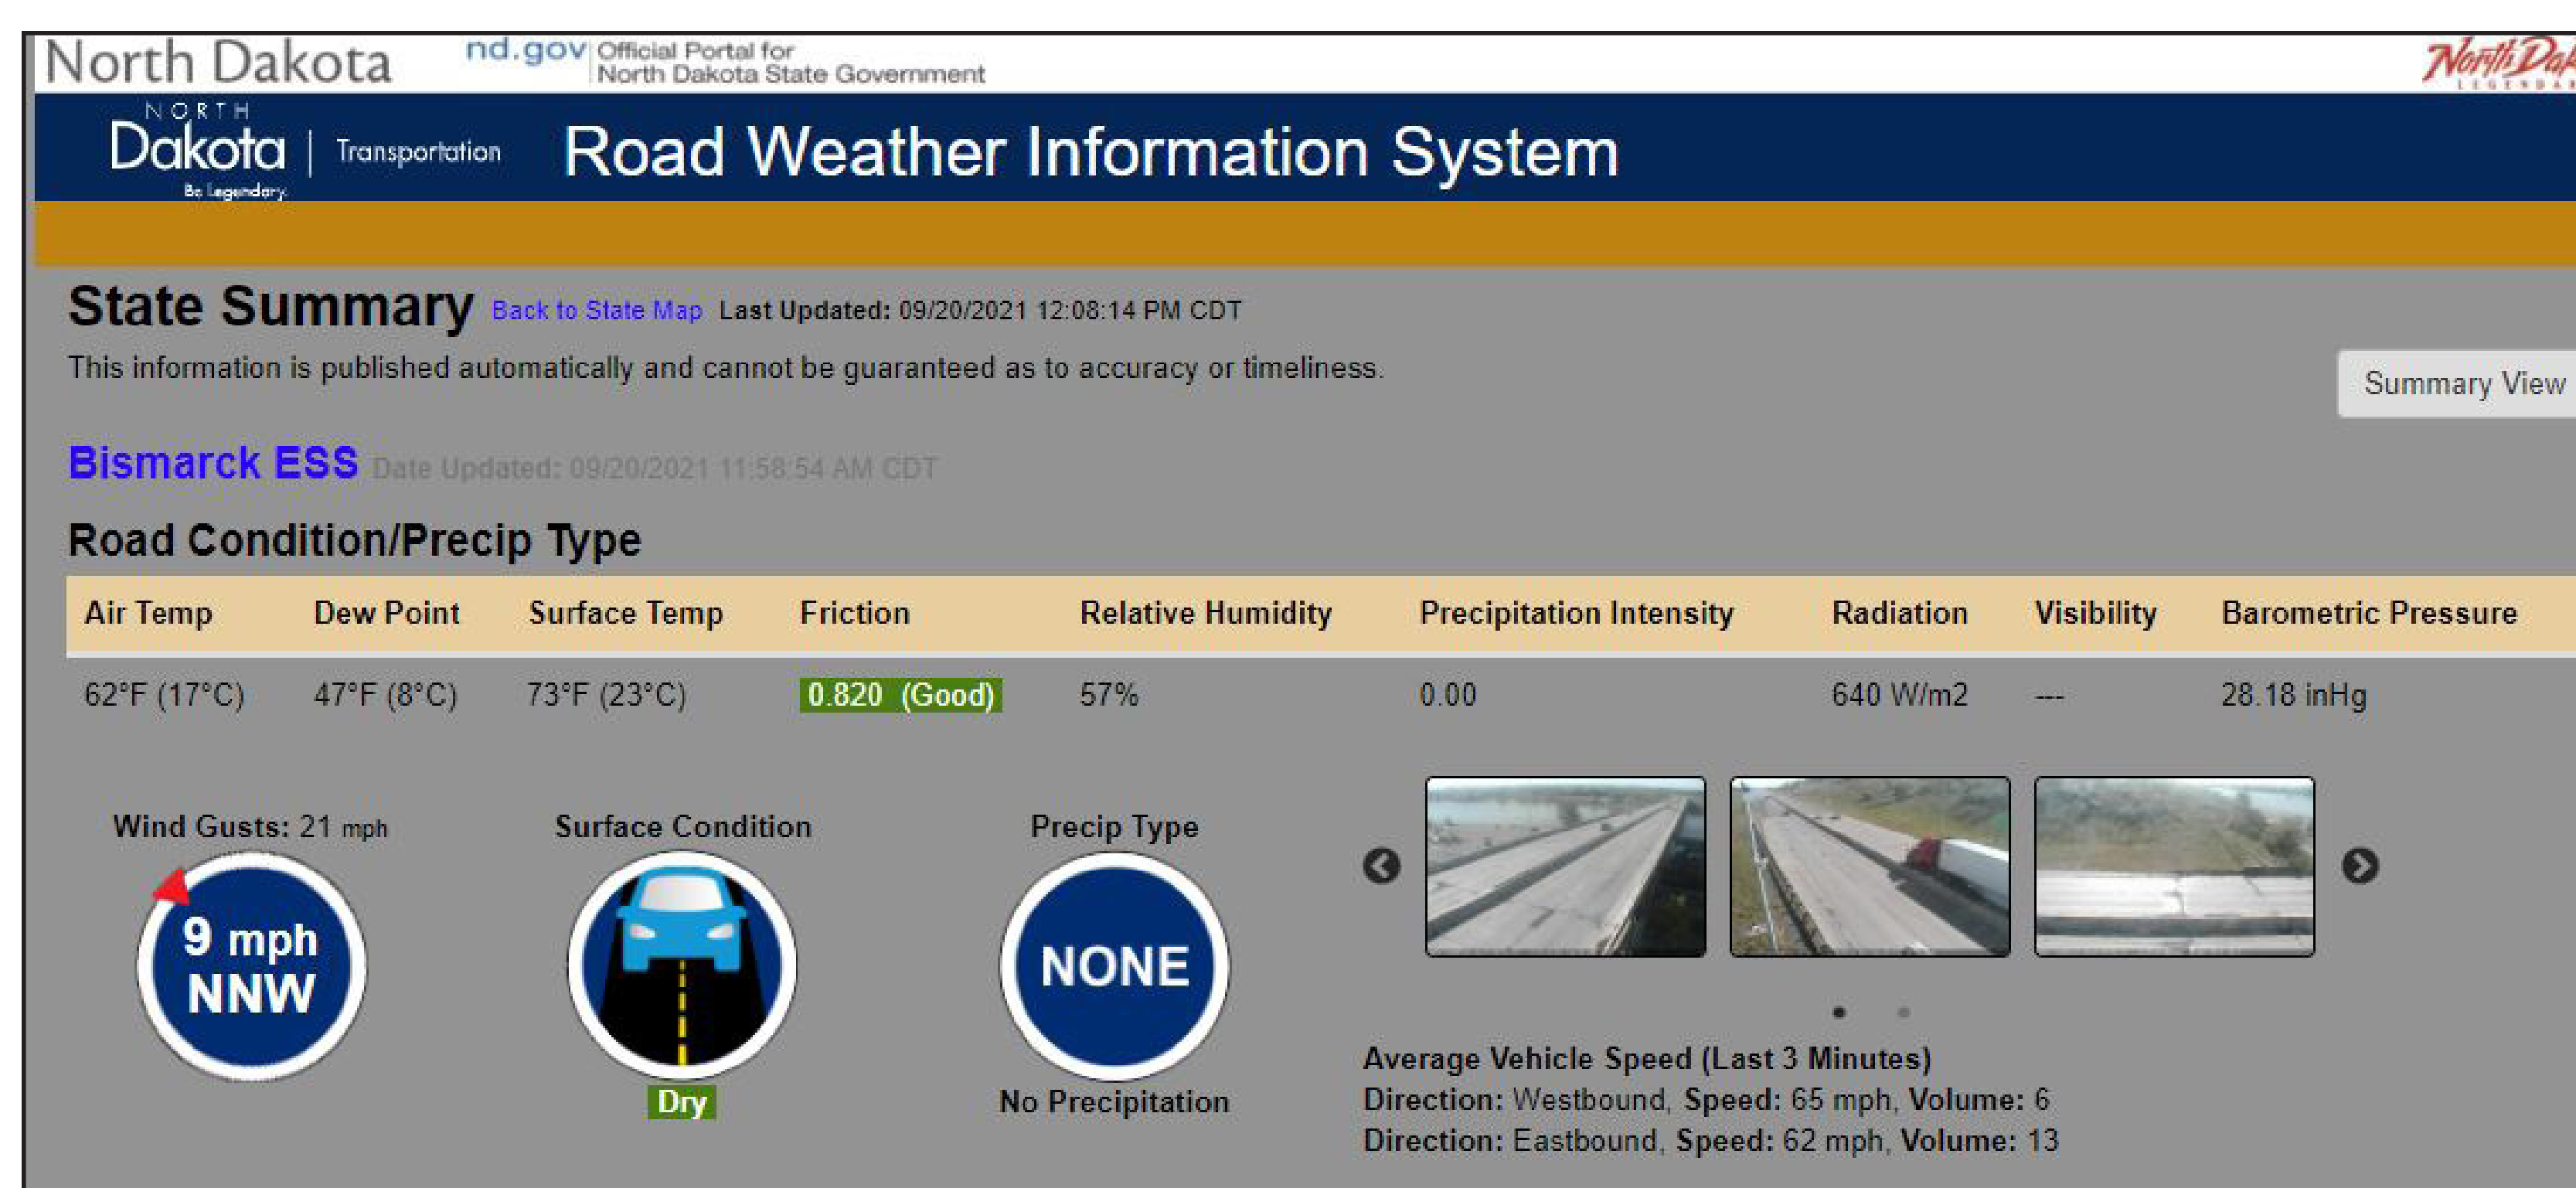 North Dakota nd.gov Official Portal for
North Dakota State Government
North Dak
LEGENDAR
NORTH
Dakota | Transportation
Be Legendary.
Road Weather Information System
State Summary Back to State Map Last Updated: 09/20/2021 12:08:14 PM CDT
This information is published automatically and cannot be guaranteed as to accuracy or timeliness.
Summary View
Bismarck ESS Date Updated: 09/20/2021 11:58:54 AM CDT
Road Condition/Precip Type
Air Temp Dew Point Surface Temp Friction Relative Humidity Precipitation Intensity Radiation Visibility Barometric Pressure
62°F (17°C) 47°F (8°C) 73°F (23°C) 0.820 (Good) 57% 0.00 640 W/m2 --- 28.18 inHg
Wind Gusts: 21 mph
9 mph
NNW
Surface Condition
Dry
Precip Type
NONE
No Precipitation
Average Vehicle Speed (Last 3 Minutes)
Direction: Westbound, Speed: 65 mph, Volume: 6
Direction: Eastbound, Speed: 62 mph, Volume: 13